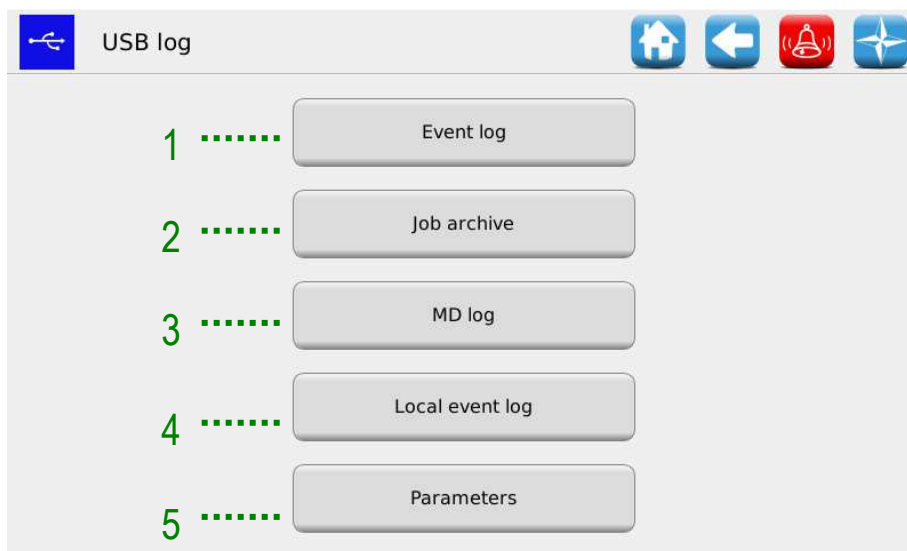 USB log
1 ....... Event log
2 ....... Job archive
3 ....... MD log
4 ....... Local event log
5 ....... Parameters